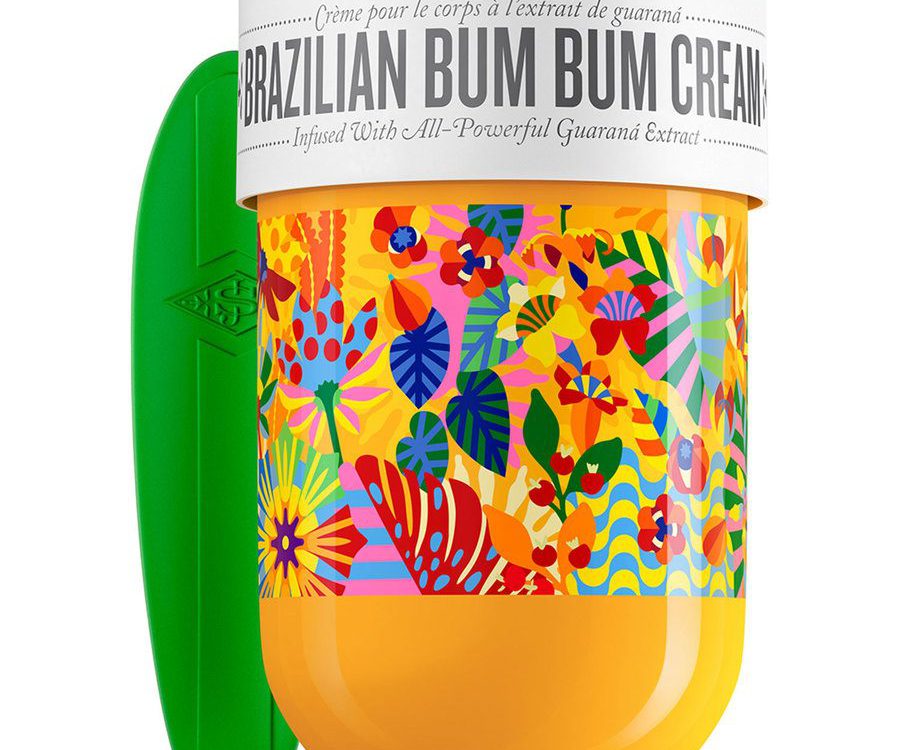 Crème pour le corps à l'extrait de guaraná
BRAZILIAN BUM BUM CREAM
Infused With All-Powerful Guaraná Extract